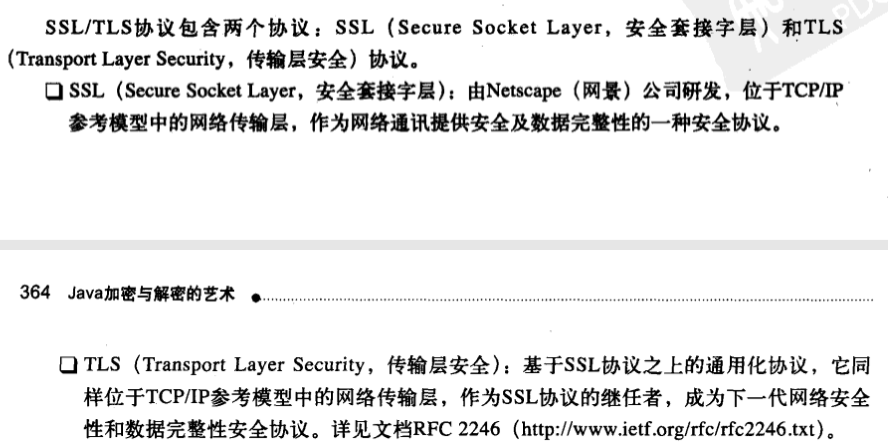 SSL/TLS协议包含两个协议：SSL（Secure Socket Layer，安全套接字层）和TLS
（Transport Layer Security，传输层安全）协议。
❏ SSL（Secure Socket Layer，安全套接字层）：由Netscape（网景）公司研发，位于TCP/IP
参考模型中的网络传输层，作为网络通讯提供安全及数据完整性的一种安全协议。
364 Java加密与解密的艺术
❏ TLS（Transport Layer Security，传输层安全）：基于SSL协议之上的通用化协议，它同
样位于TCP/IP参考模型中的网络传输层，作为SSL协议的继任者，成为下一代网络安全
性和数据完整性安全协议。详见文档RFC 2246（http://www.ietf.org/rfc/rfc2246.txt）。